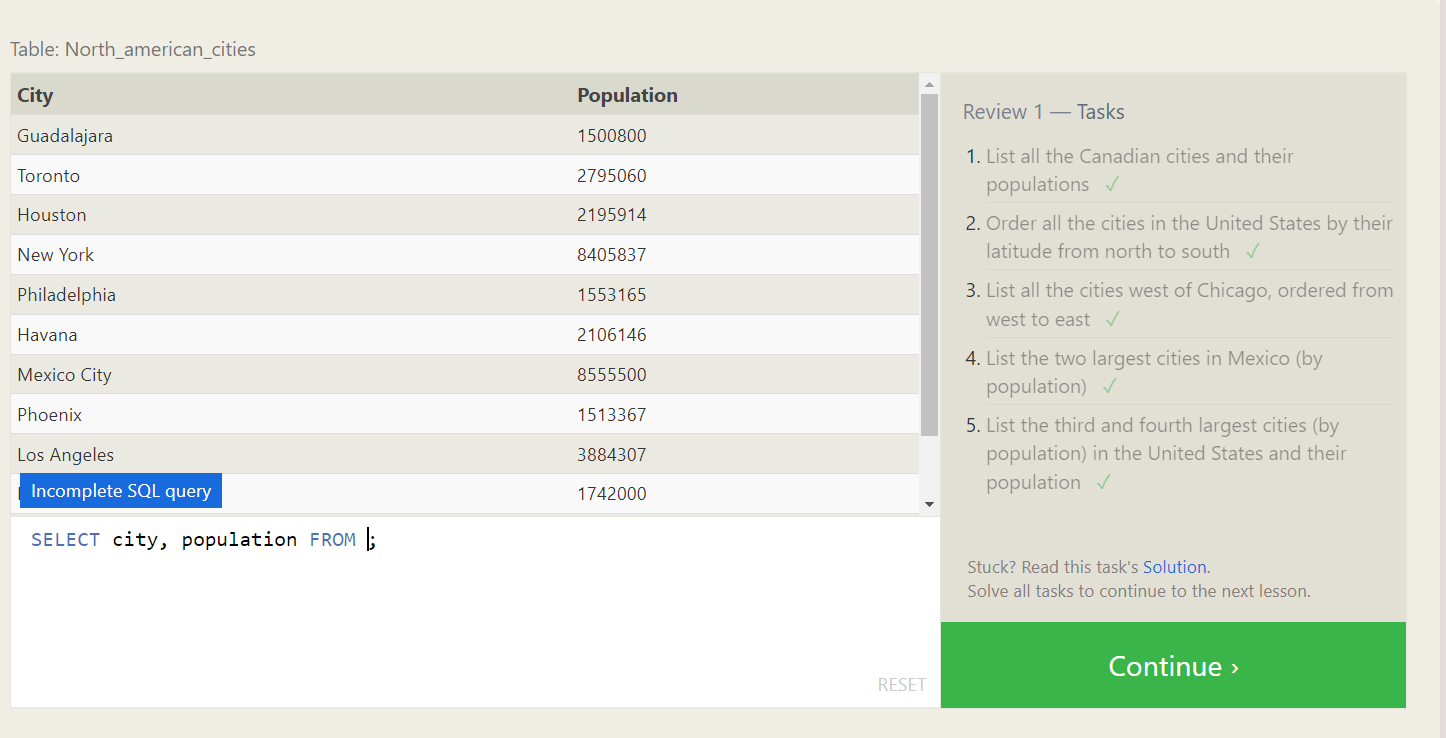 Table: North_american_cities
City Population
Guadalajara 1500800
Toronto 2795060
Houston 2195914
New York 8405837
Philadelphia 1553165
Havana 2106146
Mexico City 8555500
Phoenix 1513367
Los Angeles 3884307
1742000
Incomplete SQL query
SELECT city, population FROM ;
RESET
Review 1 — Tasks
1. List all the Canadian cities and their
populations ✓
2. Order all the cities in the United States by their
latitude from north to south ✓
3. List all the cities west of Chicago, ordered from
west to east ✓
4. List the two largest cities in Mexico (by
population) ✓
5. List the third and fourth largest cities (by
population) in the United States and their
population ✓
Stuck? Read this task's Solution.
Solve all tasks to continue to the next lesson.
Continue ›